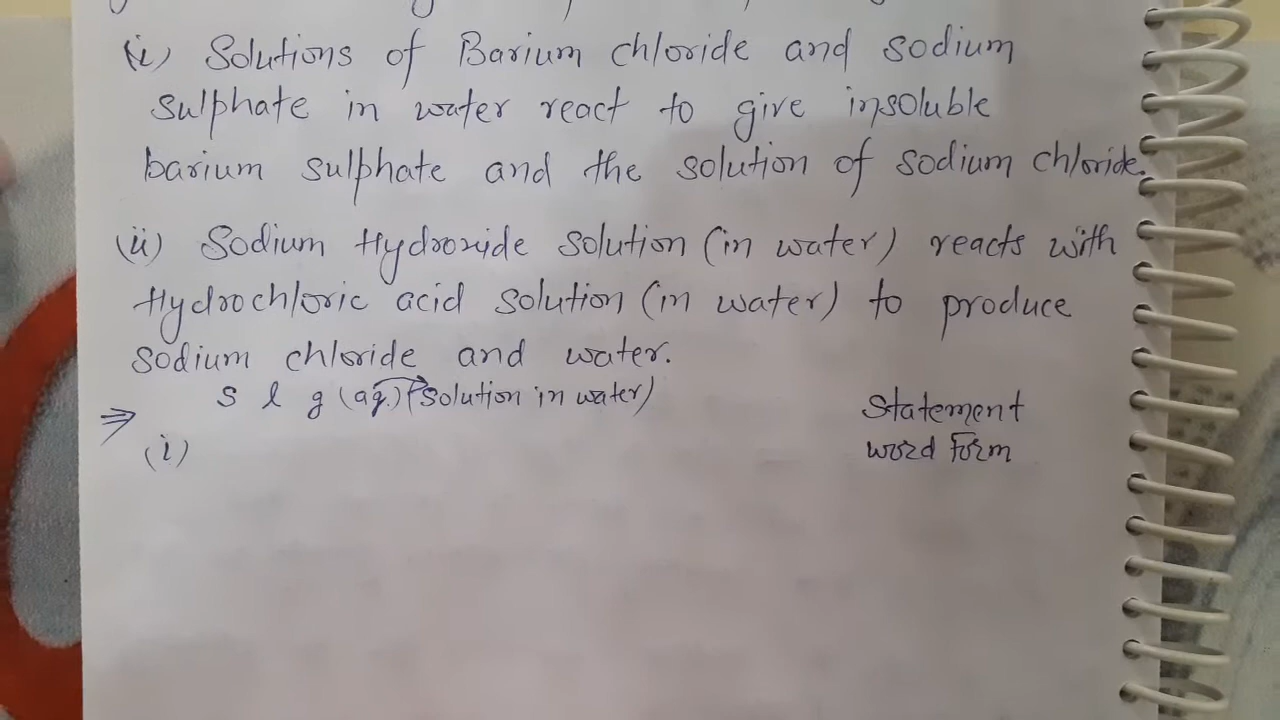 (i) Solutions of Barium chloride and sodium
sulphate in water react to give insoluble
barium sulphate and the solution of sodium chloride.
(ii) Sodium Hydroxide solution (in water) reacts with
Hydrochloric acid solution (in water) to produce
sodium chloride and water.
s l g (aq.) (solution in water)
Statement
⇒
(i)
word Form